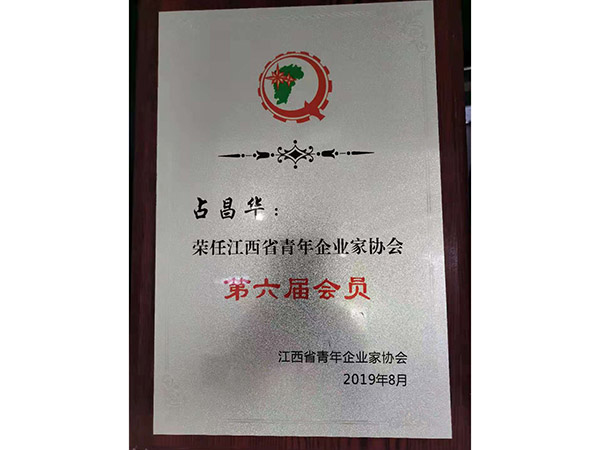 占昌华：
荣任江西省青年企业家协会
第六届会员
江西省青年企业家协会
2019年8月